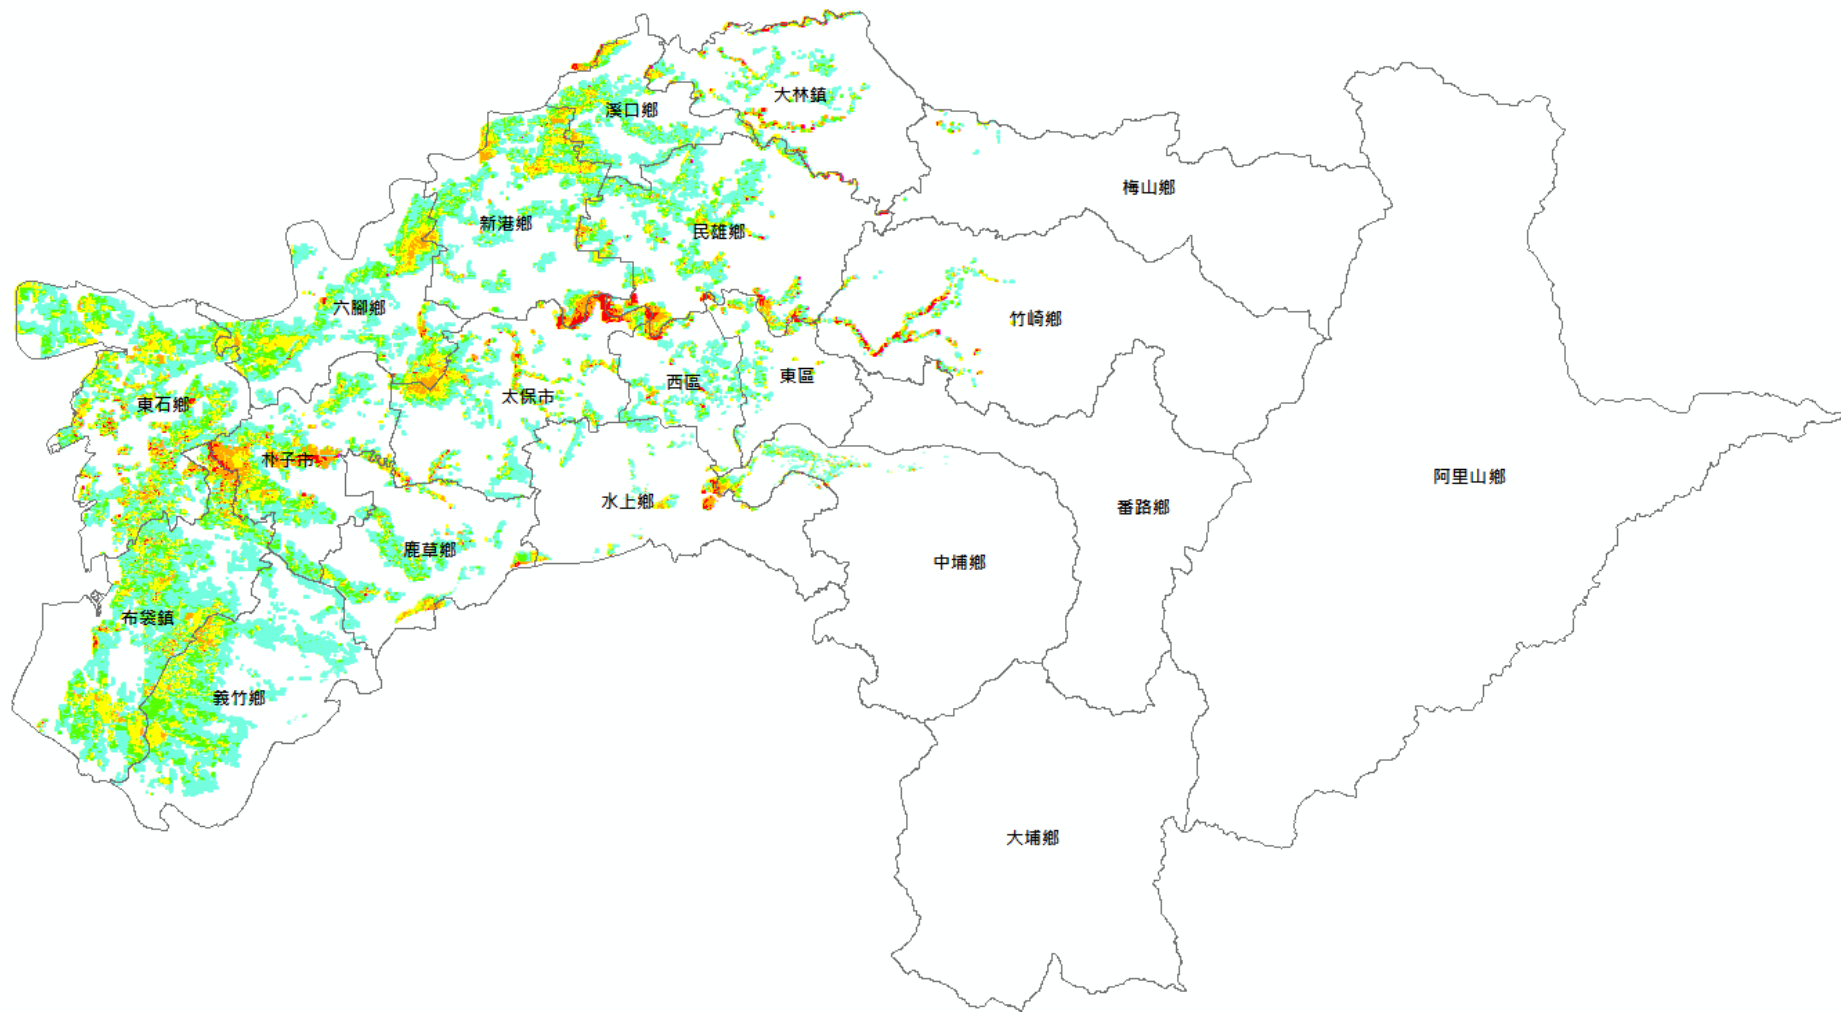 大林鎮
溪口鄉
梅山鄉
新港鄉
民雄鄉
六腳鄉
竹崎鄉
東區
西區
太保市
東石鄉
朴子市
阿里山鄉
水上鄉
番路鄉
鹿草鄉
中埔鄉
布袋鎮
義竹鄉
大埔鄉